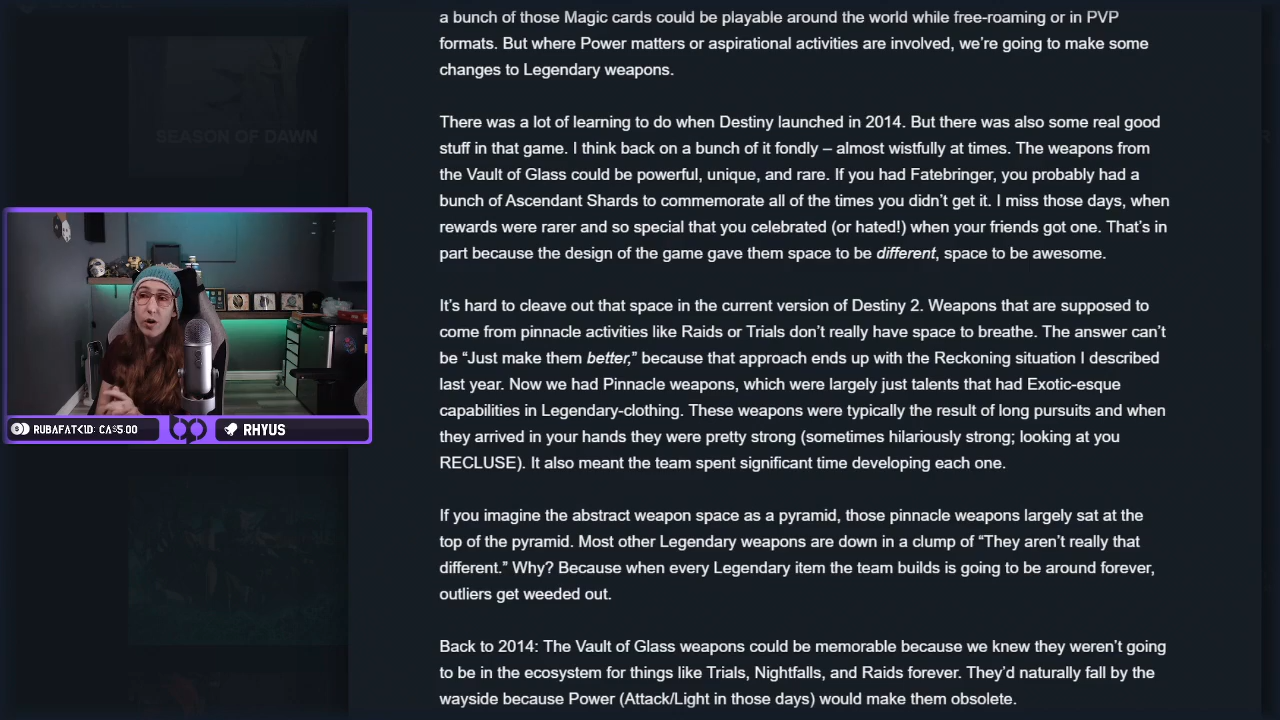 a bunch of those Magic cards could be playable around the world while free-roaming or in PVP
formats. But where Power matters or aspirational activities are involved, we're going to make some
changes to Legendary weapons.
SEASON OF DAWN
There was a lot of learning to do when Destiny launched in 2014. But there was also some real good
stuff in that game. I think back on a bunch of it fondly – almost wistfully at times. The weapons from
the Vault of Glass could be powerful, unique, and rare. If you had Fatebringer, you probably had a
bunch of Ascendant Shards to commemorate all of the times you didn't get it. I miss those days, when
rewards were rarer and so special that you celebrated (or hated!) when your friends got one. That's in
part because the design of the game gave them space to be different, space to be awesome.
It's hard to cleave out that space in the current version of Destiny 2. Weapons that are supposed to
come from pinnacle activities like Raids or Trials don't really have space to breathe. The answer can't
be “Just make them better,” because that approach ends up with the Reckoning situation I described
last year. Now we had Pinnacle weapons, which were largely just talents that had Exotic-esque
capabilities in Legendary-clothing. These weapons were typically the result of long pursuits and when
they arrived in your hands they were pretty strong (sometimes hilariously strong; looking at you
RECLUSE). It also meant the team spent significant time developing each one.
RUBAFATK1D: CA$5.00
RHYUS
If you imagine the abstract weapon space as a pyramid, those pinnacle weapons largely sat at the
top of the pyramid. Most other Legendary weapons are down in a clump of “They aren't really that
different.” Why? Because when every Legendary item the team builds is going to be around forever,
outliers get weeded out.
Back to 2014: The Vault of Glass weapons could be memorable because we knew they weren't going
to be in the ecosystem for things like Trials, Nightfalls, and Raids forever. They'd naturally fall by the
wayside because Power (Attack/Light in those days) would make them obsolete.